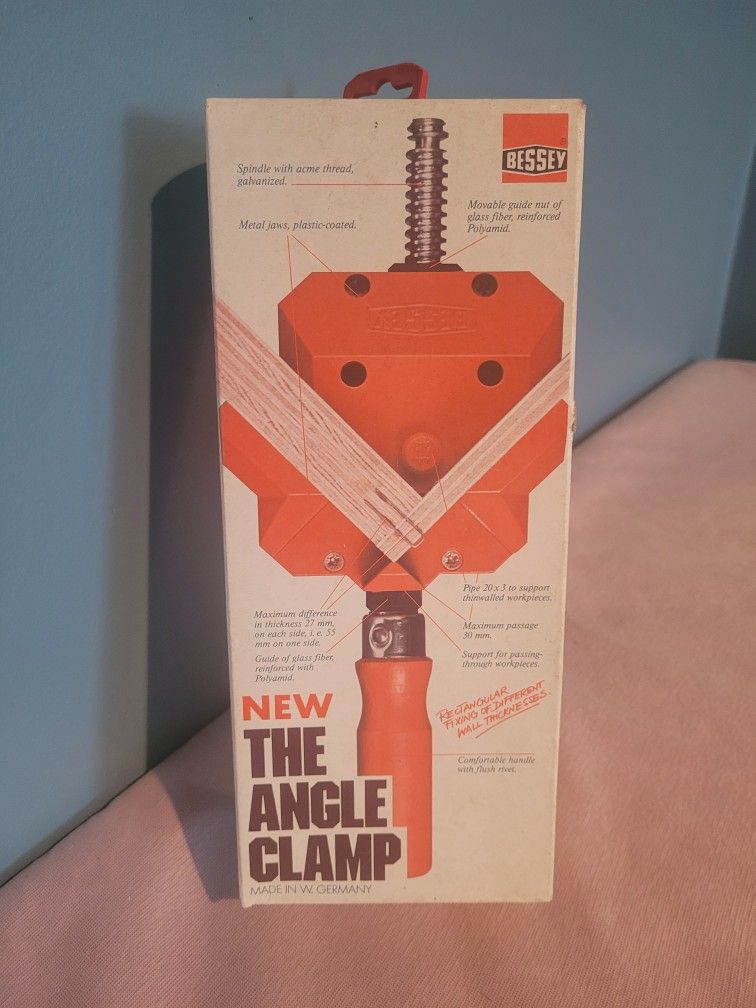 BESSEY
Spindle with acme thread,
galvanized.
Movable guide nut of
glass fiber, reinforced
Polyamid.
Metal jaws, plastic-coated.
BESSEY
Pipe 20 x 3 to support
thinwalled workpieces.
Maximum difference
in thickness 27 mm,
on each side, i. e. 55
mm on one side.
Maximum passage
30 mm.
Guide of glass fiber,
reinforced with
Polyamid.
Support for passing-
through workpieces.
RECTANGULAR
FIXING OF DIFFERENT
WALL THICKNESSES.
NEW
THE
ANGLE
CLAMP
Comfortable handle
with flush rivet.
MADE IN W. GERMANY